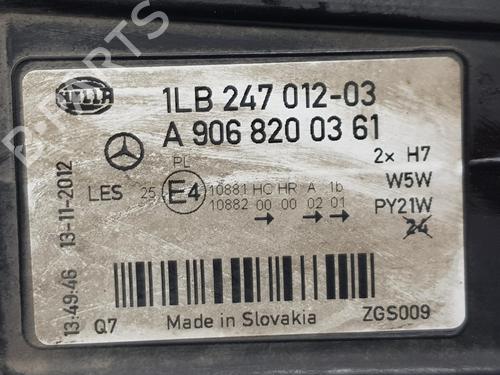 HELLA
1LB 247 012-03
A 906 820 03 61
PL
2x H7
LES 25 E4 10881 HC HR A 1b
10882 00 00 02 01
W5W
PY21W
24
13:49:46 13-11-2012
Q7 Made in Slovakia ZGS009
PARTS